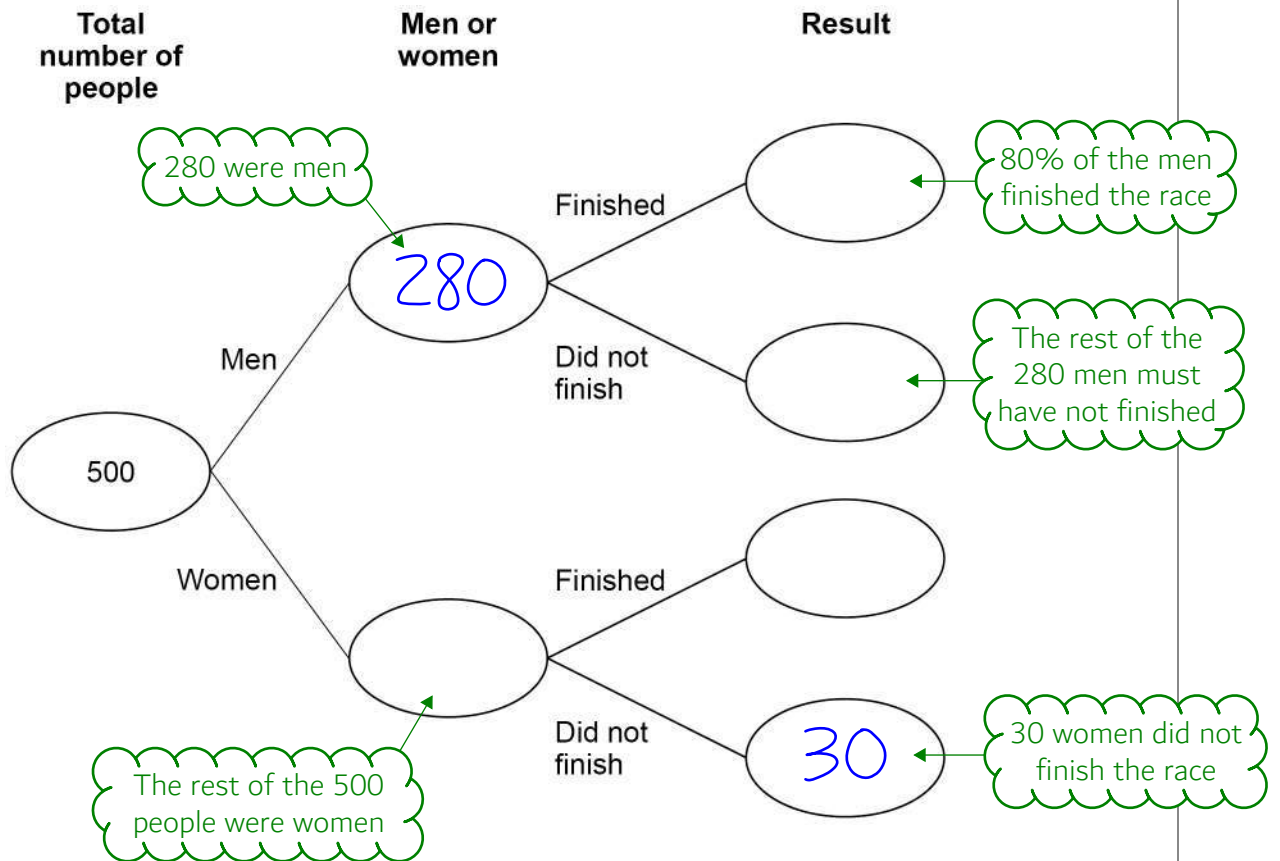 Total
number of
people
Men or
women
Result
280 were men
80% of the men
finished the race
Finished
280
The rest of the
280 men must
have not finished
Men
Did not
finish
500
Women
Finished
Did not
finish
30
30 women did not
finish the race
The rest of the 500
people were women